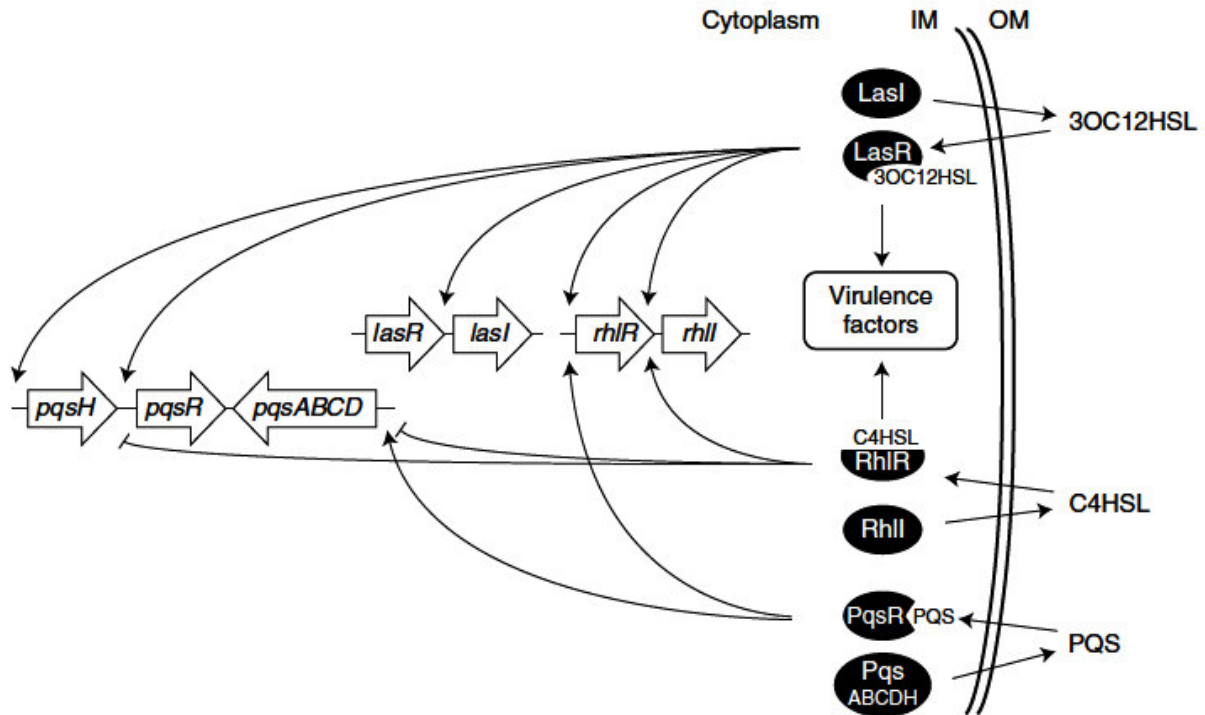 Cytoplasm IM OM
LasI
3OC12HSL
LasR
3OC12HSL
Virulence
factors
lasR lasI rhlR rhlI
pqsH pqsR pqsABCD
C4HSL
RhlR
C4HSL
RhlI
PqsR PQS
PQS
Pqs
ABCDH